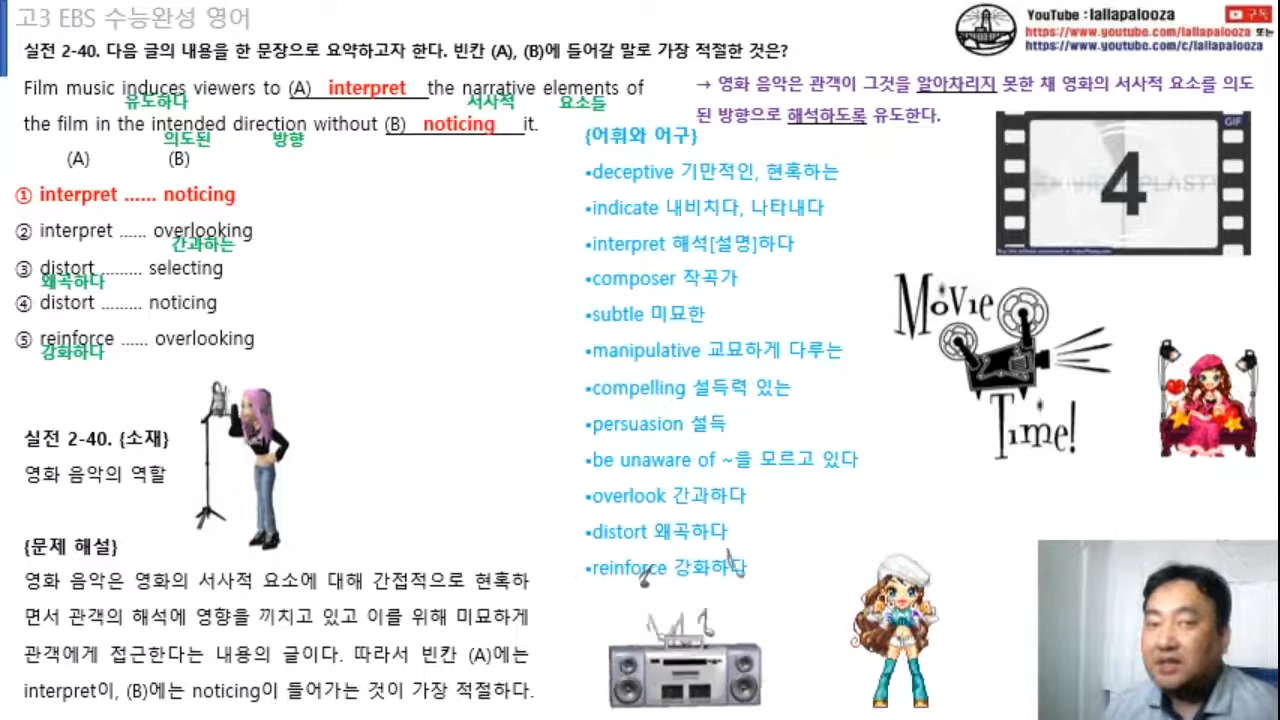 고3 EBS 수능완성 영어
YouTube : lallapalooza
구독
https://www.youtube.com/lallapalooza 또는
https://www.youtube.com/c/lallapalooza
실전 2-40. 다음 글의 내용을 한 문장으로 요약하고자 한다. 빈칸 (A), (B)에 들어갈 말로 가장 적절한 것은?
Film music induces viewers to (A) interpret the narrative elements of
유도하다 서사적 요소들
the film in the intended direction without (B) noticing it.
의도된 방향
(A) (B)
① interpret ...... noticing
② interpret ...... overlooking
간과하는
③ distort ......... selecting
왜곡하다
④ distort ......... noticing
⑤ reinforce ...... overlooking
강화하다
→ 영화 음악은 관객이 그것을 알아차리지 못한 채 영화의 서사적 요소를 의도
된 방향으로 해석하도록 유도한다.
{어휘와 어구}
•deceptive 기만적인, 현혹하는
•indicate 내비치다, 나타내다
•interpret 해석[설명]하다
•composer 작곡가
•subtle 미묘한
•manipulative 교묘하게 다루는
•compelling 설득력 있는
•persuasion 설득
•be unaware of ~을 모르고 있다
•overlook 간과하다
•distort 왜곡하다
•reinforce 강화하다
GIF
4
Movie
Time!
실전 2-40. {소재}
영화 음악의 역할
{문제 해설}
영화 음악은 영화의 서사적 요소에 대해 간접적으로 현혹하
면서 관객의 해석에 영향을 끼치고 있고 이를 위해 미묘하게
관객에게 접근한다는 내용의 글이다. 따라서 빈칸 (A)에는
interpret이, (B)에는 noticing이 들어가는 것이 가장 적절하다.